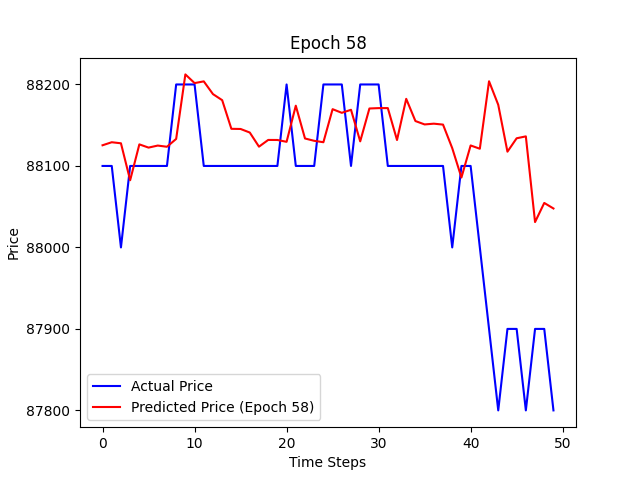 Epoch 58
Price
88200
88100
88000
87900
87800
Actual Price
Predicted Price (Epoch 58)
0 10 20 30 40 50
Time Steps